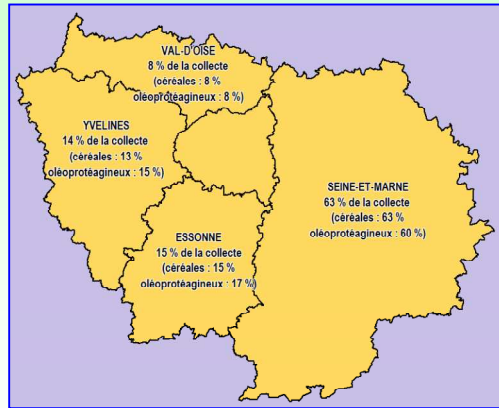 VAL-D'OISE
8 % de la collecte
(céréales : 8 %
oléoprotéagineux : 8 %)
YVELINES
14 % de la collecte
(céréales : 13 %
oléoprotéagineux : 15 %)
SEINE-ET-MARNE
63 % de la collecte
(céréales : 63 %
oléoprotéagineux : 60 %)
ESSONNE
15 % de la collecte
(céréales : 15 %
oléoprotéagineux : 17 %)